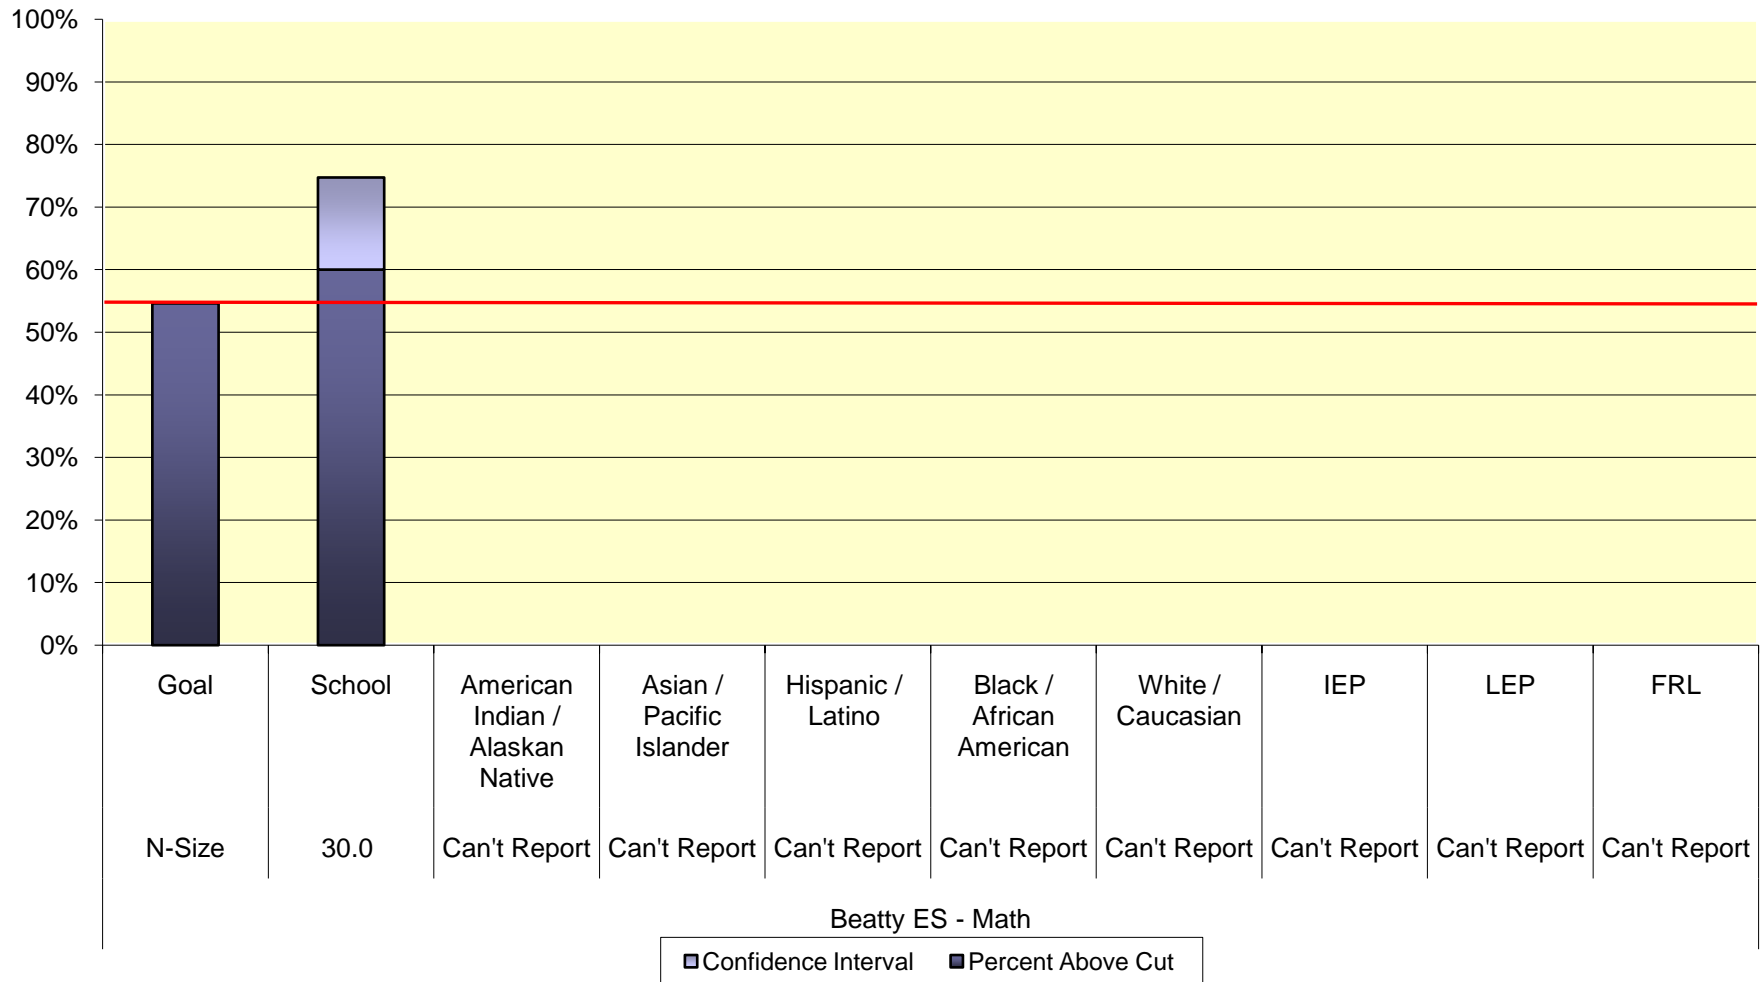 100%
90%
80%
70%
60%
50%
40%
30%
20%
10%
0%
Goal
School
American
Indian /
Alaskan
Native
Asian /
Pacific
Islander
Hispanic /
Latino
Black /
African
American
White /
Caucasian
IEP
LEP
FRL
N-Size
30.0
Can't Report
Can't Report
Can't Report
Can't Report
Can't Report
Can't Report
Can't Report
Can't Report
Beatty ES - Math
Confidence Interval
Percent Above Cut